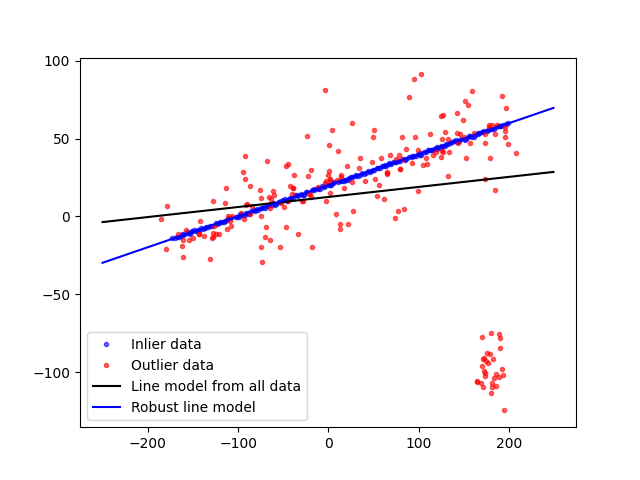 100
50
0
−50
−100
Inlier data
Outlier data
Line model from all data
Robust line model
−200 −100 0 100 200